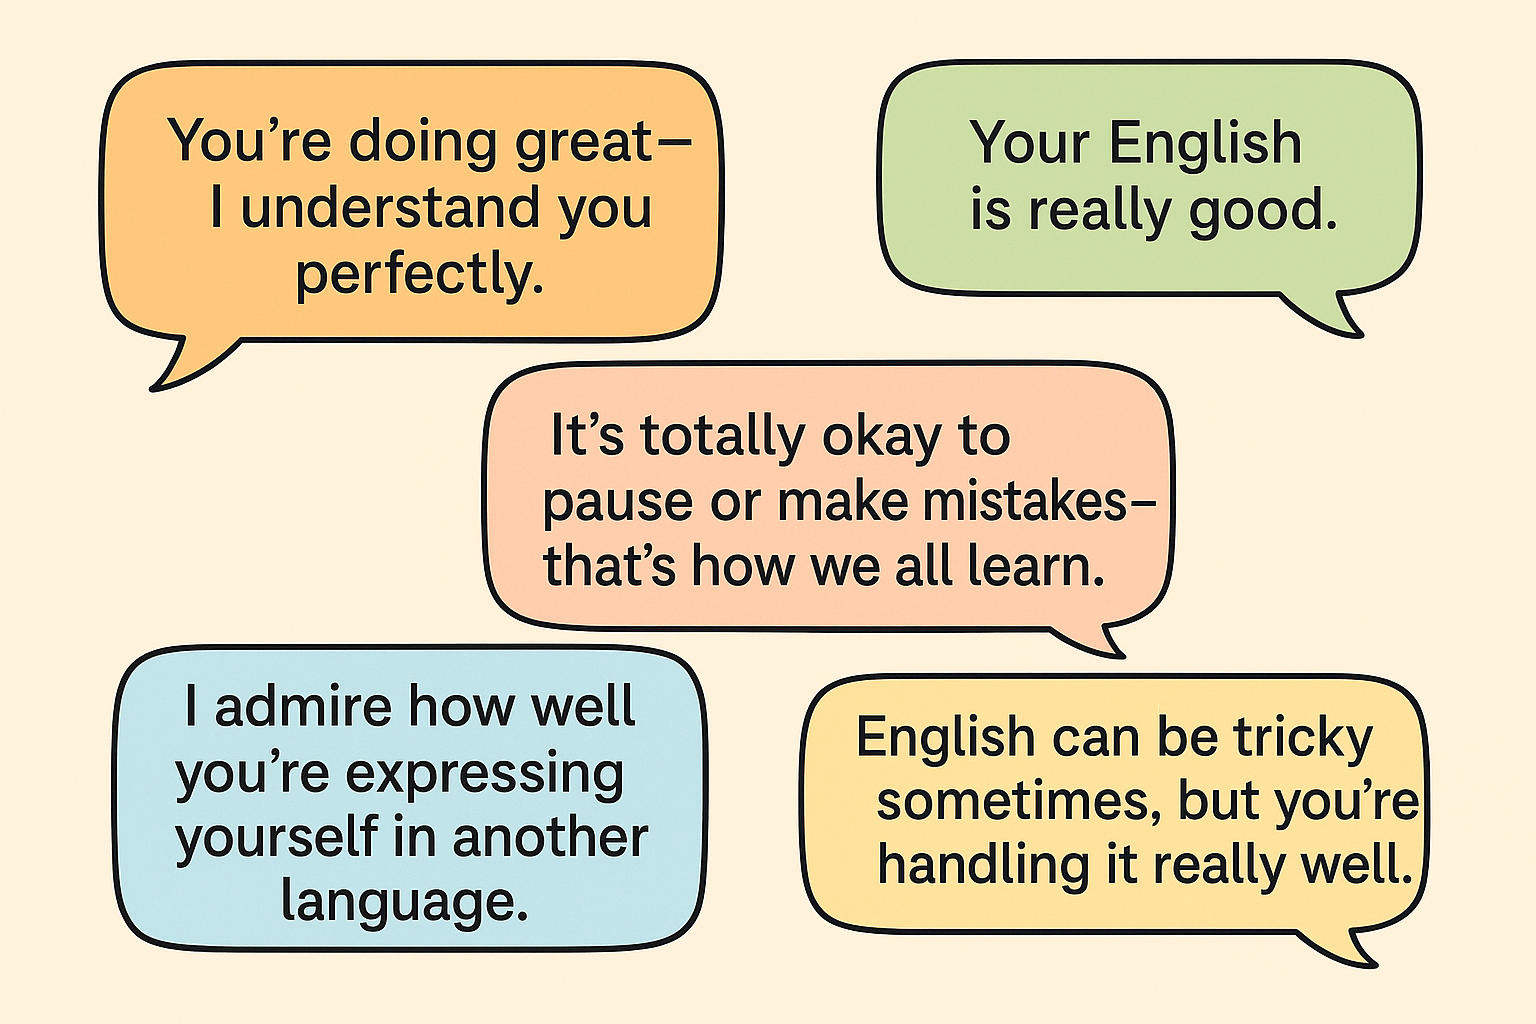 You’re doing great—
I understand you
perfectly.
Your English
is really good.
It’s totally okay to
pause or make mistakes–
that’s how we all learn.
I admire how well
you’re expressing
yourself in another
language.
English can be tricky
sometimes, but you’re
handling it really well.